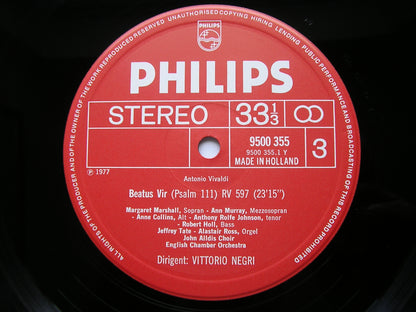 ALL RIGHTS OF THE MANUFACTURER AND OF THE OWNER OF THE WORK REPRODUCED RESERVED UNAUTHORISED COPYING HIRING LENDING PUBLIC PERFORMANCE AND BROADCASTING OF THIS RECORD PROHIBITED
PHILIPS
PHILIPS
STEREO 33 1/3
9500 355
9500 355.1 Y
MADE IN HOLLAND
3
℗ 1977
Antonio Vivaldi
Beatus Vir (Psalm 111) RV 597 (23'15")
Margaret Marshall, Sopran - Ann Murray, Mezzosopran
- Anne Collins, Alt - Anthony Rolfe Johnson, tenor
- Robert Holl, Bass
Jeffrey Tate - Alastair Ross, Orgel
John Alldis Choir
English Chamber Orchestra
Dirigent: VITTORIO NEGRI